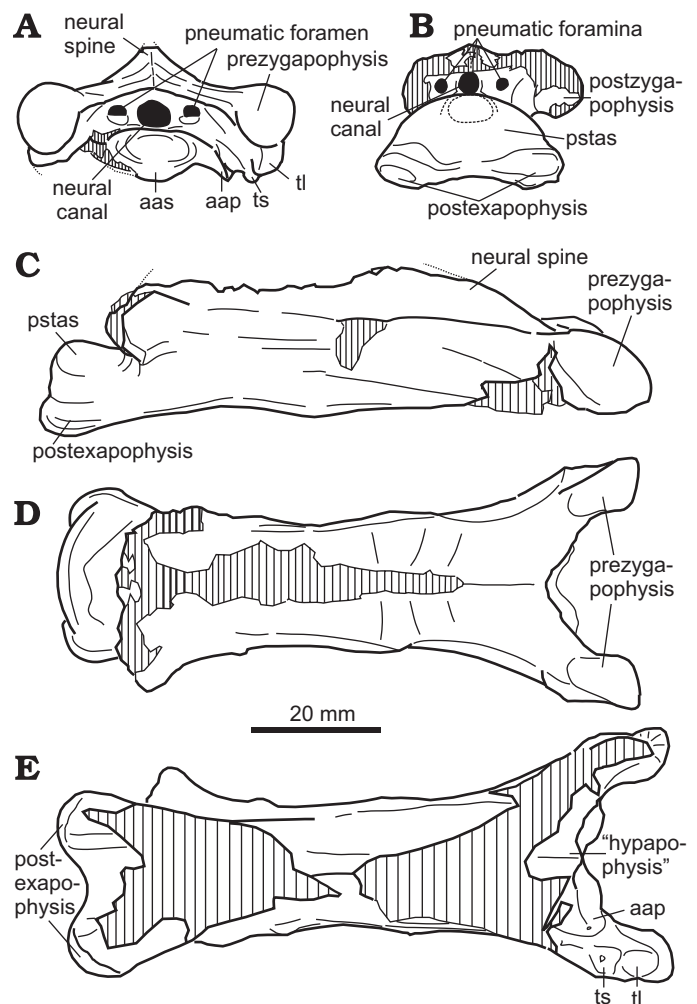 A
neural
spine
pneumatic foramen
prezygapophysis
neural
canal
aas
aap
ts
tl
B
pneumatic foramina
neural
canal
postzyga-
pophysis
pstas
postexapophysis
C
neural spine
prezyga-
pophysis
pstas
postexapophysis
D
prezyga-
pophysis
20 mm
E
post-
exapo-
physis
"hypapo-
physis"
aap
ts
tl